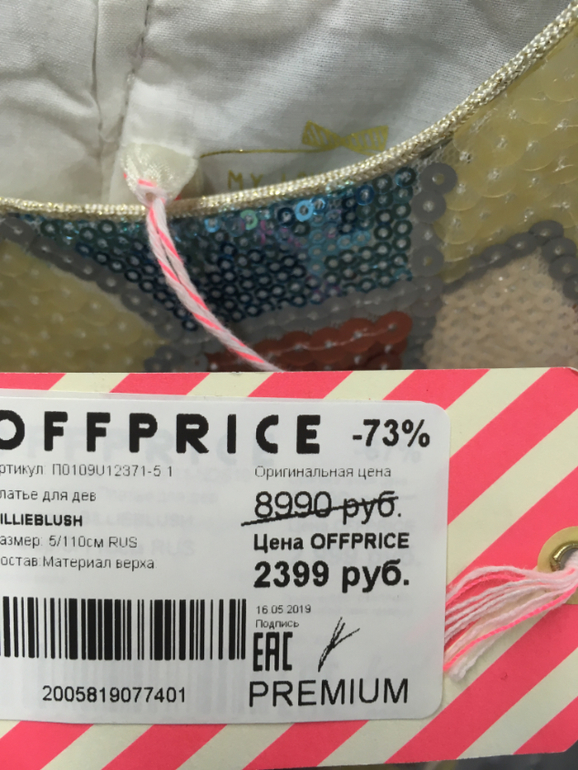 OFFPRICE -73%
ртикул П0109U12371-5 1
латье для дев
ILLIEBLUSH
азмер: 5/110см RUS
остав:Материал верха
Оригинальная цена
8990 руб.
Цена OFFPRICE
2399 руб.
16.05.2019
Подпись
EAC
PREMIUM
2005819077401